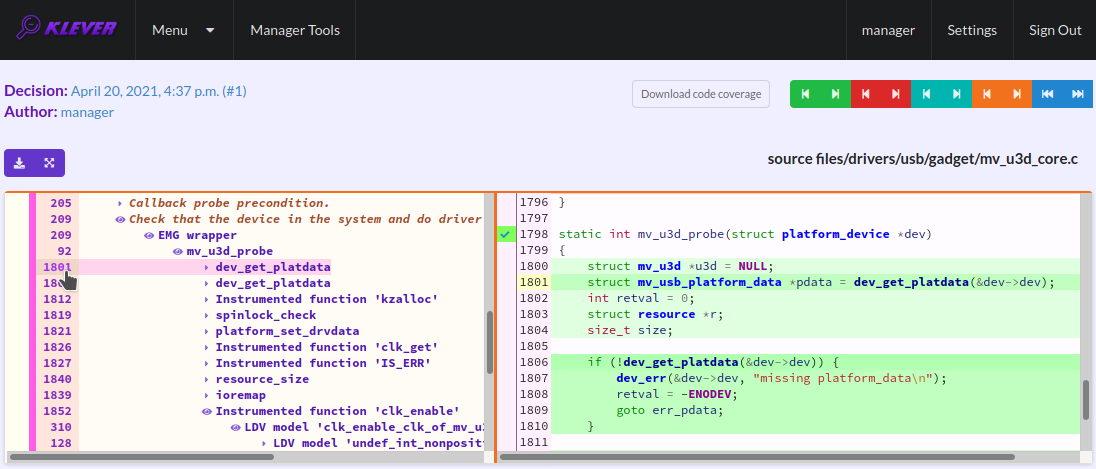 KLEVER Menu Manager Tools manager Settings Sign Out
Decision: April 20, 2021, 4:37 p.m. (#1)
Author: manager
Download code coverage
source files/drivers/usb/gadget/mv_u3d_core.c
205 Callback probe precondition.
209 Check that the device in the system and do driver
209 EMG wrapper
92 mv_u3d_probe
1801 dev_get_platdata
dev_get_platdata
1812 Instrumented function 'kzalloc'
1819 spinlock_check
1821 platform_set_drvdata
1826 Instrumented function 'clk_get'
1827 Instrumented function 'IS_ERR'
1840 resource_size
1839 ioremap
1852 Instrumented function 'clk_enable'
310 LDV model 'clk_enable_clk_of_mv_u3
128 LDV model 'undef_int_nonposit
1796 }
1797
1798 static int mv_u3d_probe(struct platform_device *dev)
1799 {
1800 struct mv_u3d *u3d = NULL;
1801 struct mv_usb_platform_data *pdata = dev_get_platdata(&dev->dev);
1802 int retval = 0;
1803 struct resource *r;
1804 size_t size;
1805
1806 if (!dev_get_platdata(&dev->dev)) {
1807 dev_err(&dev->dev, "missing platform_data\n");
1808 retval = -ENODEV;
1809 goto err_pdata;
1810 }
1811